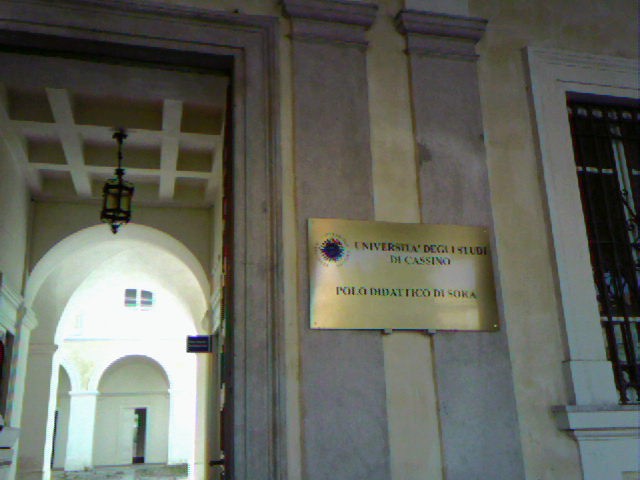 UNIVERSITA' DEGLI STUDI
DI CASSINO
POLO DIDATTICO DI SORA